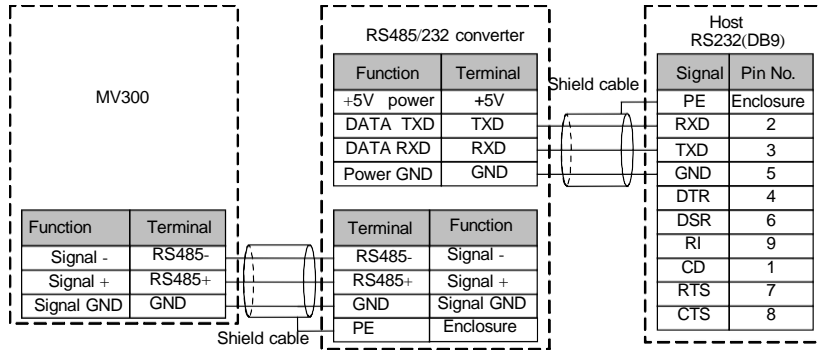 MV300
Function Terminal
Signal - RS485-
Signal + RS485+
Signal GND GND
Shield cable
RS485/232 converter
Function Terminal
+5V power +5V
DATA TXD TXD
DATA RXD RXD
Power GND GND
Terminal Function
RS485- Signal -
RS485+ Signal +
GND Signal GND
PE Enclosure
Shield cable
Host
RS232(DB9)
Signal Pin No.
PE Enclosure
RXD 2
TXD 3
GND 5
DTR 4
DSR 6
RI 9
CD 1
RTS 7
CTS 8